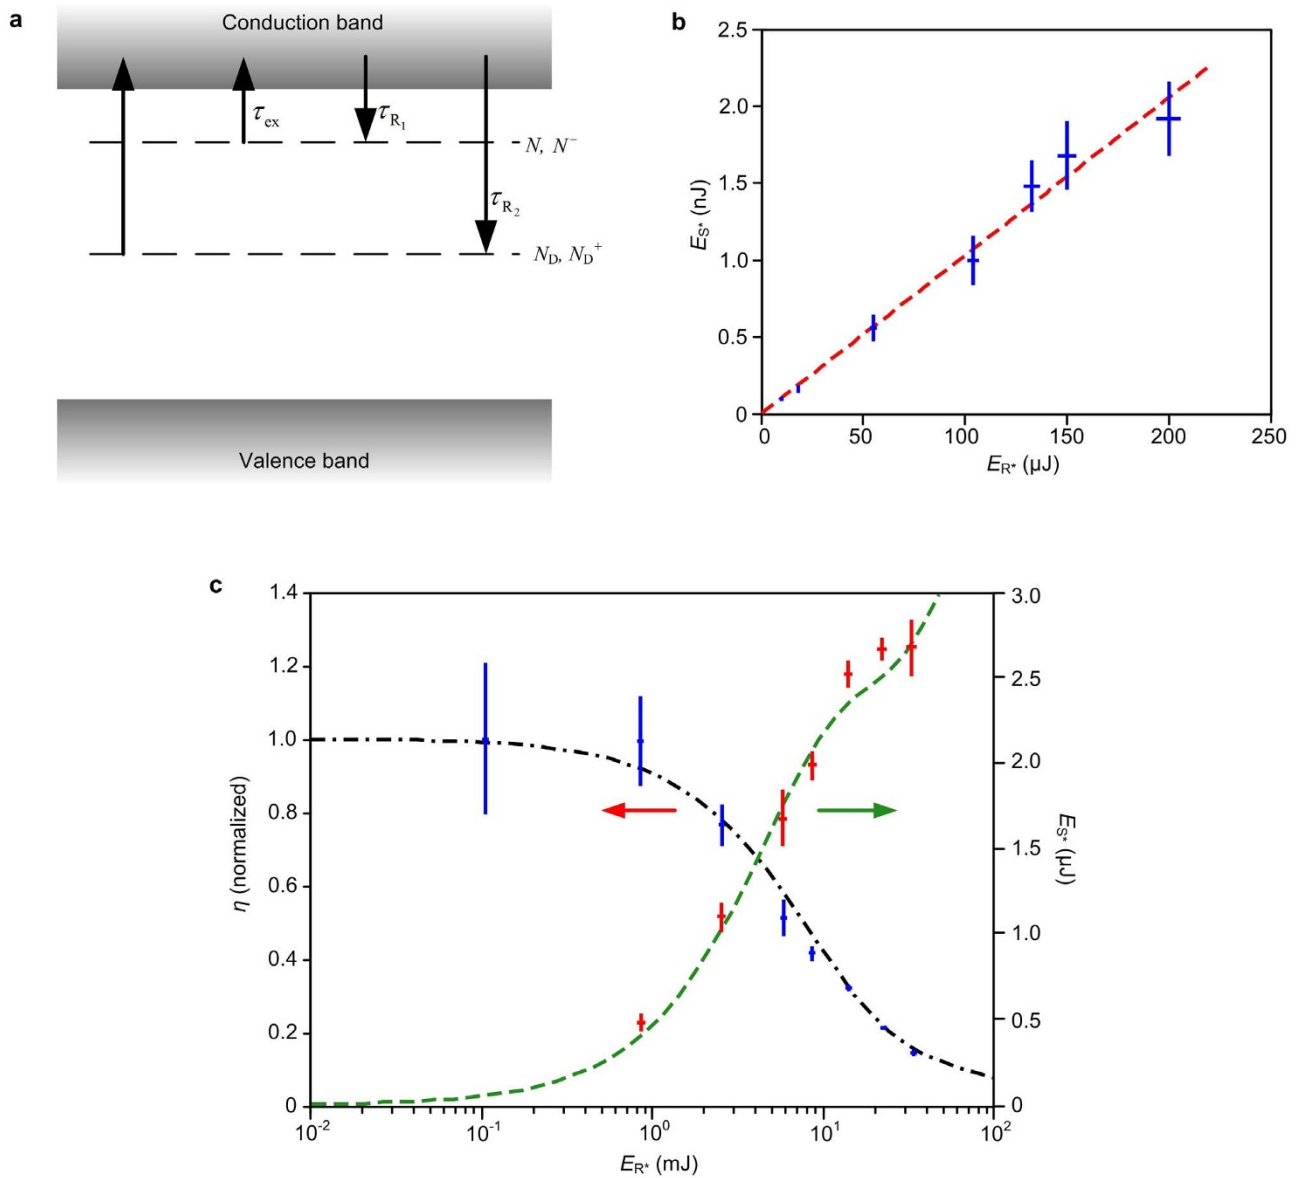 a
Conduction band
τex
τR1
N, N−
τR2
ND, ND+
Valence band
b
2.5
2.0
1.5
1.0
0.5
0
ES* (nJ)
0 50 100 150 200 250
ER* (μJ)
c
1.4
1.2
1.0
0.8
0.6
0.4
0.2
0
η (normalized)
3.0
2.5
2.0
1.5
1.0
0.5
0
ES* (μJ)
10-2 10-1 100 101 102
ER* (mJ)